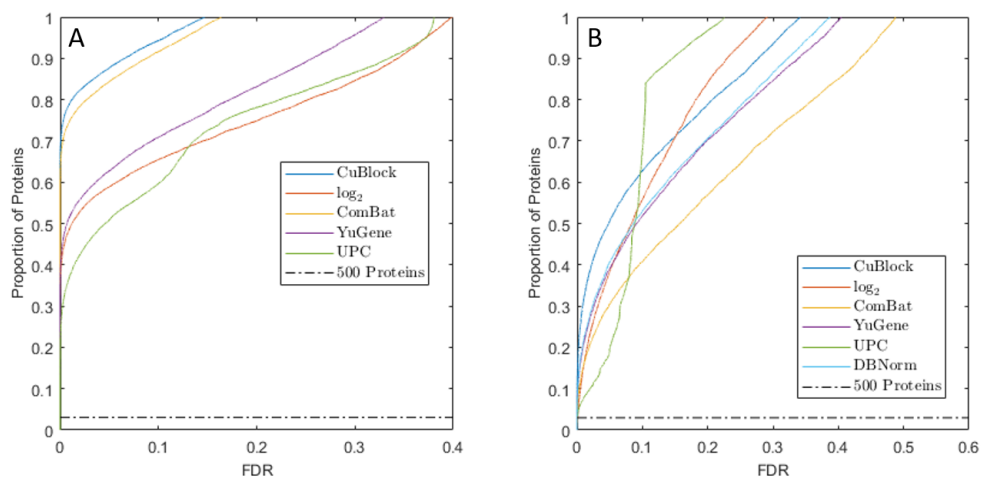 A
Proportion of Proteins
1
0.9
0.8
0.7
0.6
0.5
0.4
0.3
0.2
0.1
0
CuBlock
log₂
ComBat
YuGene
UPC
500 Proteins
0 0.1 0.2 0.3 0.4
FDR
B
Proportion of Proteins
1
0.9
0.8
0.7
0.6
0.5
0.4
0.3
0.2
0.1
0
CuBlock
log₂
ComBat
YuGene
UPC
DBNorm
500 Proteins
0 0.1 0.2 0.3 0.4 0.5 0.6
FDR